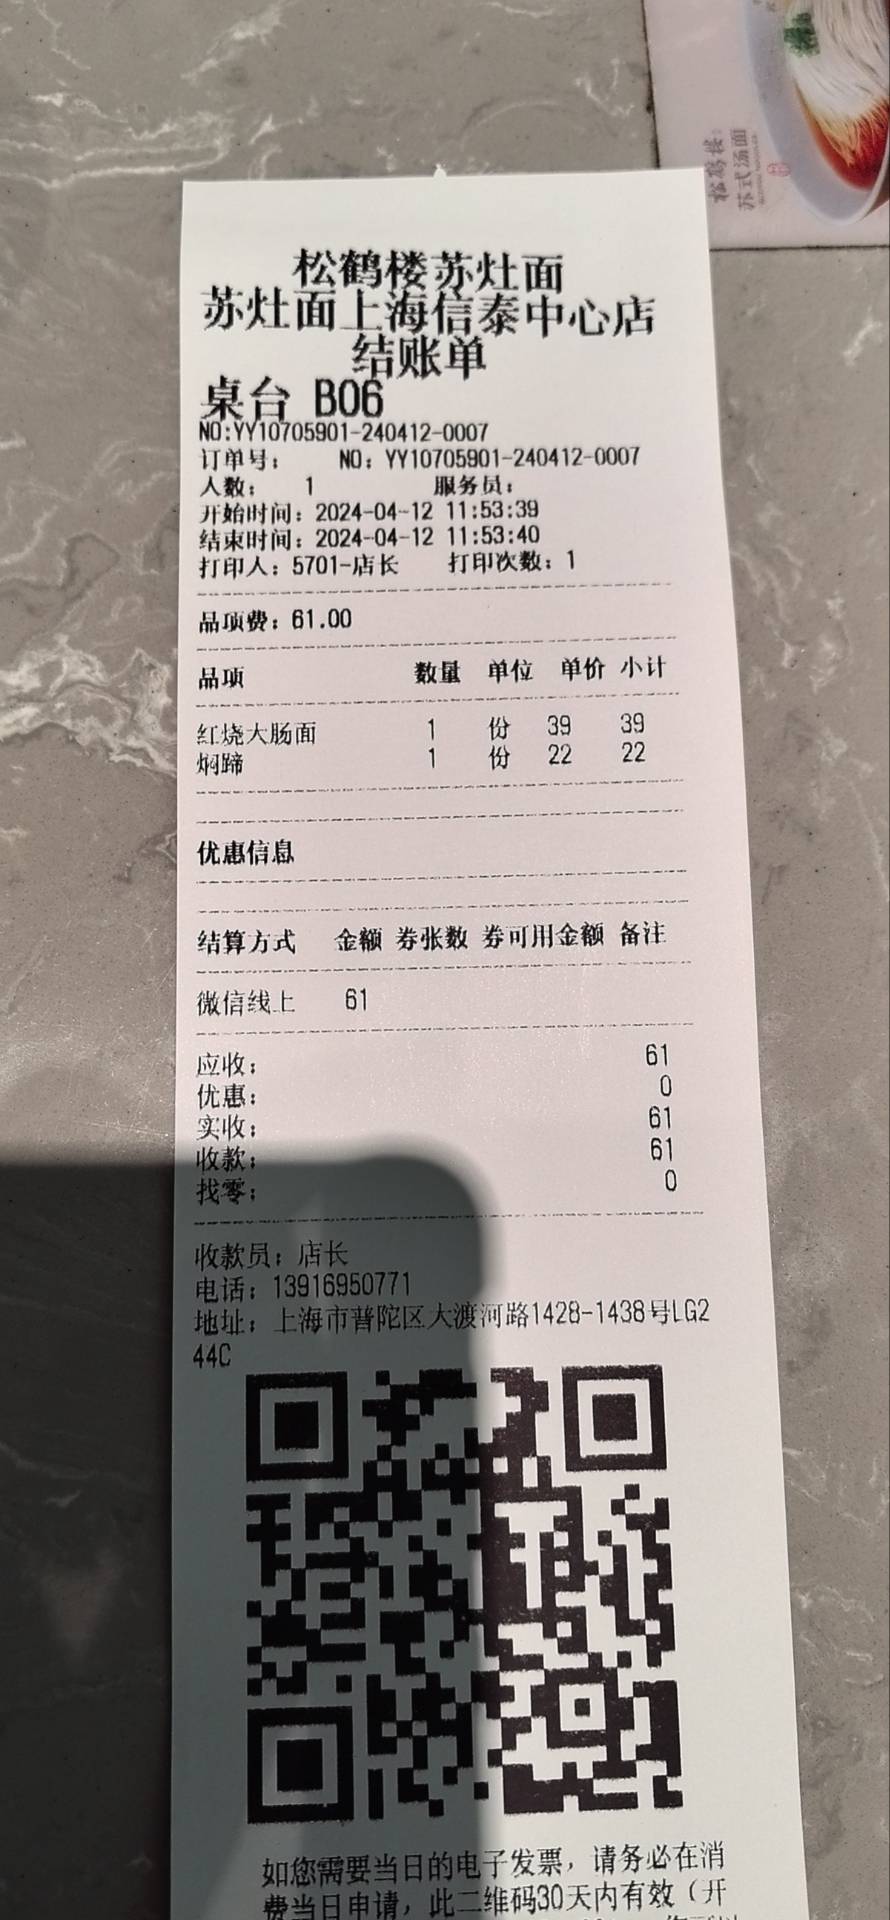 松鹤楼
苏式汤面
松鹤楼苏灶面
苏灶面上海信泰中心店
结账单
桌台 B06
NO:YY10705901-240412-0007
订单号： NO：YY10705901-240412-0007
人数： 1 服务员：
开始时间：2024-04-12 11:53:39
结束时间：2024-04-12 11:53:40
打印人：5701-店长 打印次数：1
品项费：61.00
品项 数量 单位 单价 小计
红烧大肠面 1 份 39 39
焖蹄 1 份 22 22
优惠信息
结算方式 金额 券张数 券可用金额 备注
微信线上 61
应收： 61
优惠： 0
实收： 61
收款： 61
找零： 0
收款员：店长
电话：13916950771
地址：上海市普陀区大渡河路1428-1438号LG2
44C
如您需要当日的电子发票，请务必在消
费当日申请，此二维码30天内有效（开